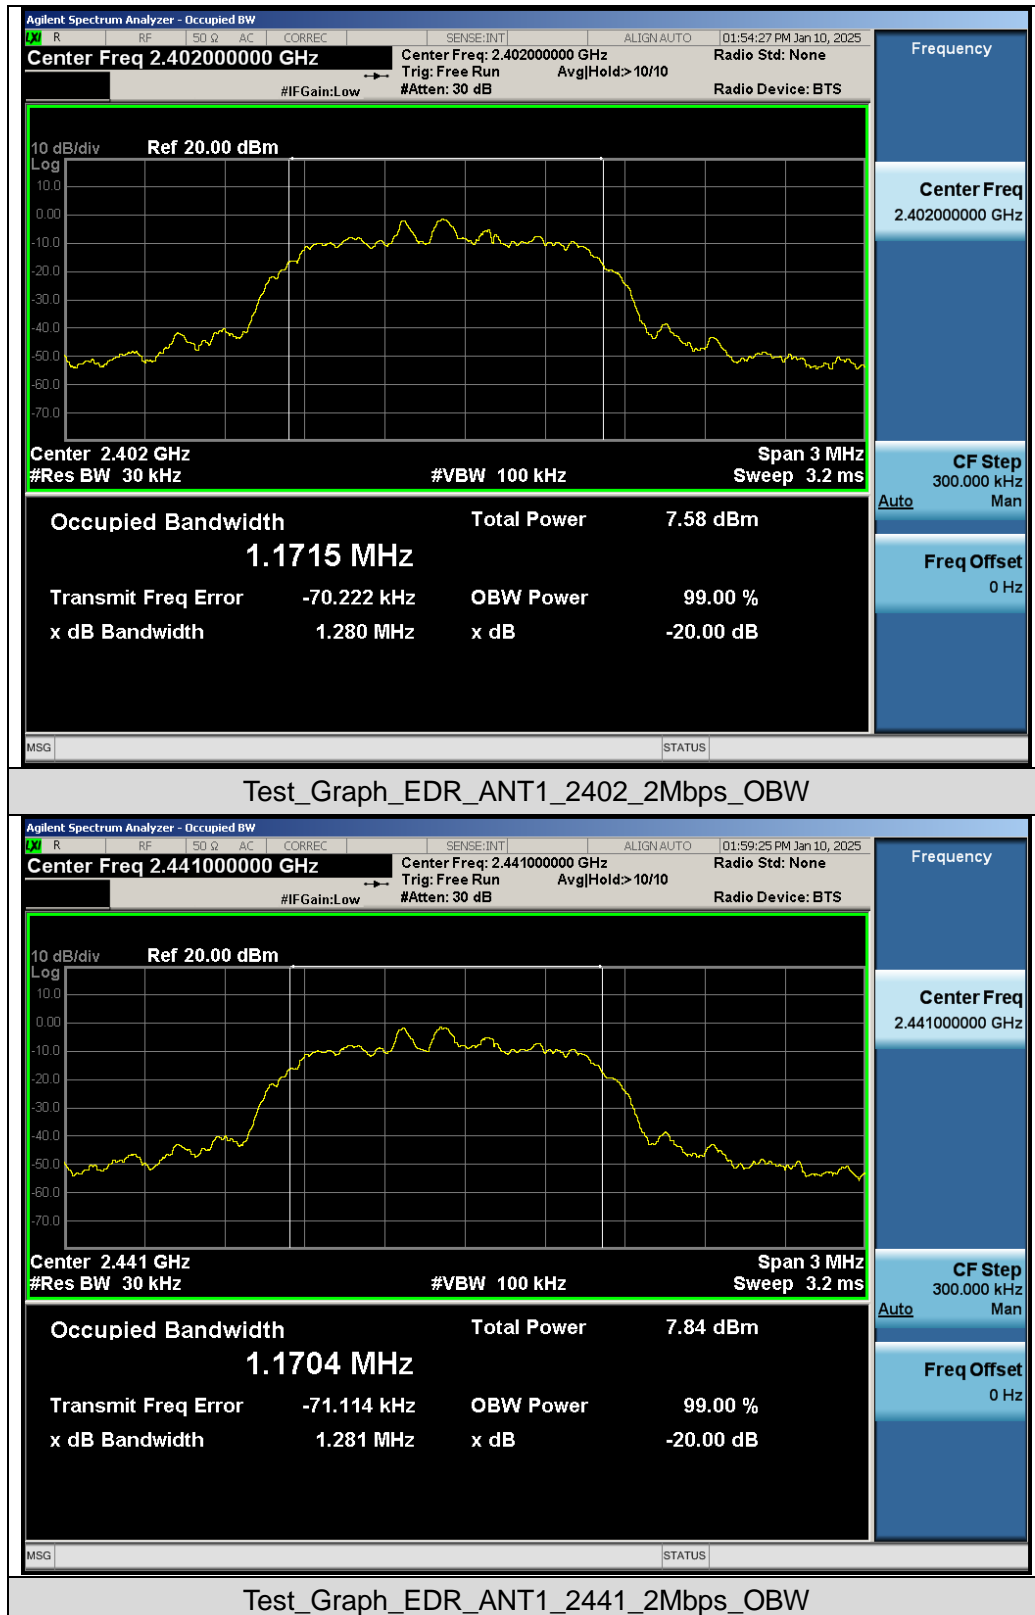 Agilent Spectrum Analyzer - Occupied BW
LXI R RF 50 Ω AC CORREC SENSE:INT ALIGN AUTO 01:54:27 PM Jan 10, 2025
Center Freq 2.402000000 GHz Center Freq: 2.402000000 GHz Radio Std: None
Trig: Free Run Avg|Hold:> 10/10
#IFGain:Low #Atten: 30 dB Radio Device: BTS
Frequency
10 dB/div Ref 20.00 dBm
Log
10.0
0.00
-10.0
-20.0
-30.0
-40.0
-50.0
-60.0
-70.0
Center 2.402 GHz Span 3 MHz
#Res BW 30 kHz #VBW 100 kHz Sweep 3.2 ms
Center Freq
2.402000000 GHz
CF Step
300.000 kHz
Auto Man
Freq Offset
0 Hz
Occupied Bandwidth Total Power 7.58 dBm
1.1715 MHz
Transmit Freq Error -70.222 kHz OBW Power 99.00 %
x dB Bandwidth 1.280 MHz x dB -20.00 dB
MSG STATUS
Test_Graph_EDR_ANT1_2402_2Mbps_OBW
Agilent Spectrum Analyzer - Occupied BW
LXI R RF 50 Ω AC CORREC SENSE:INT ALIGN AUTO 01:59:25 PM Jan 10, 2025
Center Freq 2.441000000 GHz Center Freq: 2.441000000 GHz Radio Std: None
Trig: Free Run Avg|Hold:> 10/10
#IFGain:Low #Atten: 30 dB Radio Device: BTS
Frequency
10 dB/div Ref 20.00 dBm
Log
10.0
0.00
-10.0
-20.0
-30.0
-40.0
-50.0
-60.0
-70.0
Center 2.441 GHz Span 3 MHz
#Res BW 30 kHz #VBW 100 kHz Sweep 3.2 ms
Center Freq
2.441000000 GHz
CF Step
300.000 kHz
Auto Man
Freq Offset
0 Hz
Occupied Bandwidth Total Power 7.84 dBm
1.1704 MHz
Transmit Freq Error -71.114 kHz OBW Power 99.00 %
x dB Bandwidth 1.281 MHz x dB -20.00 dB
MSG STATUS
Test_Graph_EDR_ANT1_2441_2Mbps_OBW